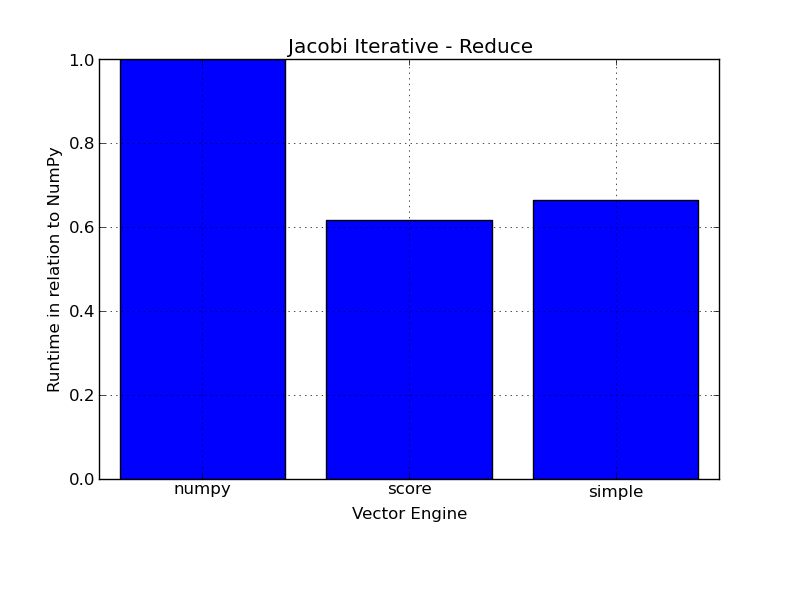 Jacobi Iterative - Reduce
Runtime in relation to NumPy
1.0
0.8
0.6
0.4
0.2
0.0
numpy
score
simple
Vector Engine